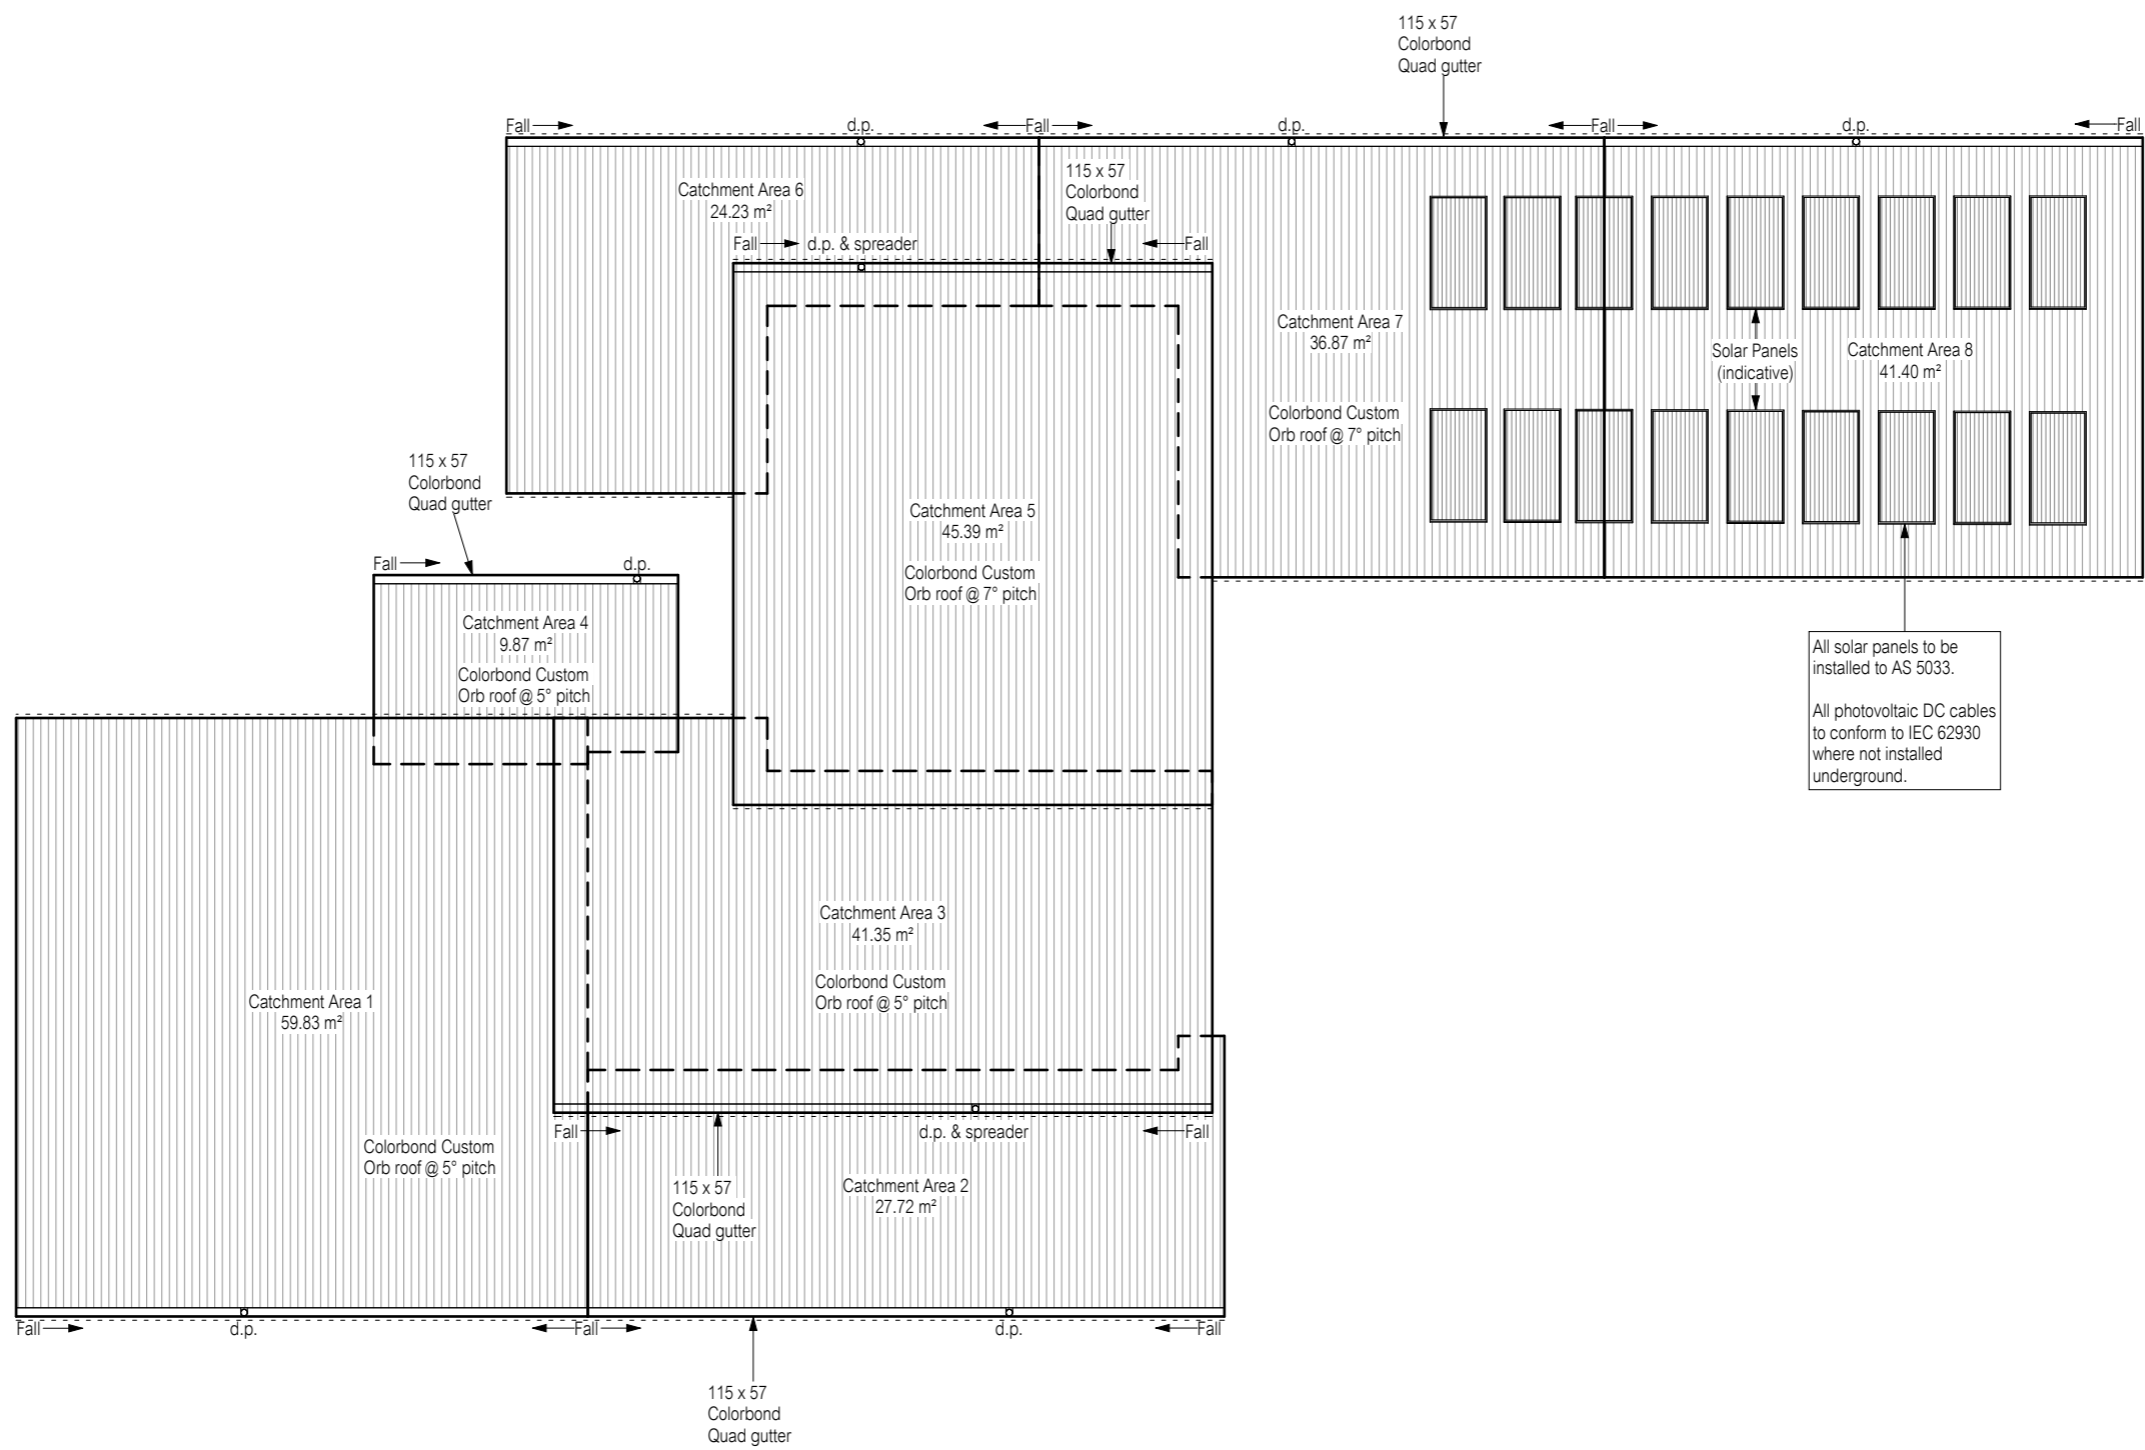 115 x 57
Colorbond
Quad gutter
Fall
d.p.
Fall
d.p.
Fall
d.p.
Fall
115 x 57
Colorbond
Quad gutter
Catchment Area 6
24.23 m²
Fall
d.p. & spreader
Fall
Catchment Area 7
36.87 m²
Solar Panels
(indicative)
Catchment Area 8
41.40 m²
Colorbond Custom
Orb roof @ 7° pitch
115 x 57
Colorbond
Quad gutter
Catchment Area 5
45.39 m²
Colorbond Custom
Orb roof @ 7° pitch
Fall
d.p.
Catchment Area 4
9.87 m²
Colorbond Custom
Orb roof @ 5° pitch
All solar panels to be
installed to AS 5033.
All photovoltaic DC cables
to conform to IEC 62930
where not installed
underground.
Catchment Area 3
41.35 m²
Colorbond Custom
Orb roof @ 5° pitch
Catchment Area 1
59.83 m²
Colorbond Custom
Orb roof @ 5° pitch
Fall
d.p. & spreader
Fall
115 x 57
Colorbond
Quad gutter
Catchment Area 2
27.72 m²
Fall
d.p.
Fall
d.p.
Fall
115 x 57
Colorbond
Quad gutter